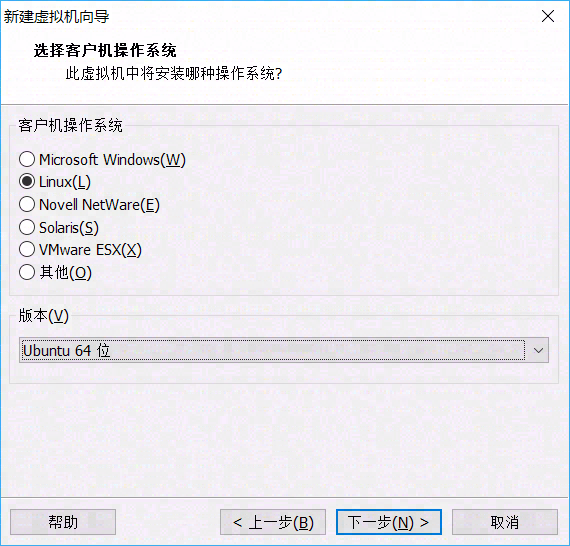 新建虚拟机向导
选择客户机操作系统
此虚拟机中将安装哪种操作系统?
客户机操作系统
Microsoft Windows(W)
Linux(L)
Novell NetWare(E)
Solaris(S)
VMware ESX(X)
其他(O)
版本(V)
Ubuntu 64 位
帮助
< 上一步(B)
下一步(N) >
取消